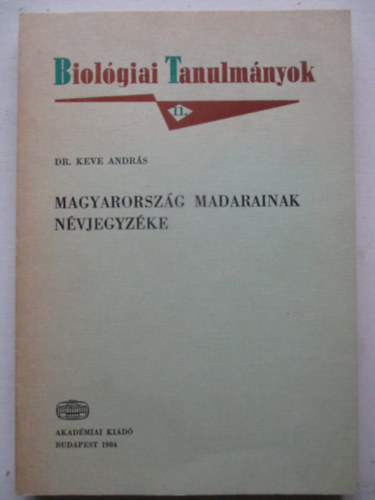 Biológiai Tanulmányok
11.
DR. KEVE ANDRÁS
MAGYARORSZÁG MADARAINAK
NÉVJEGYZÉKE
AKADÉMIAI KIADÓ
BUDAPEST 1984